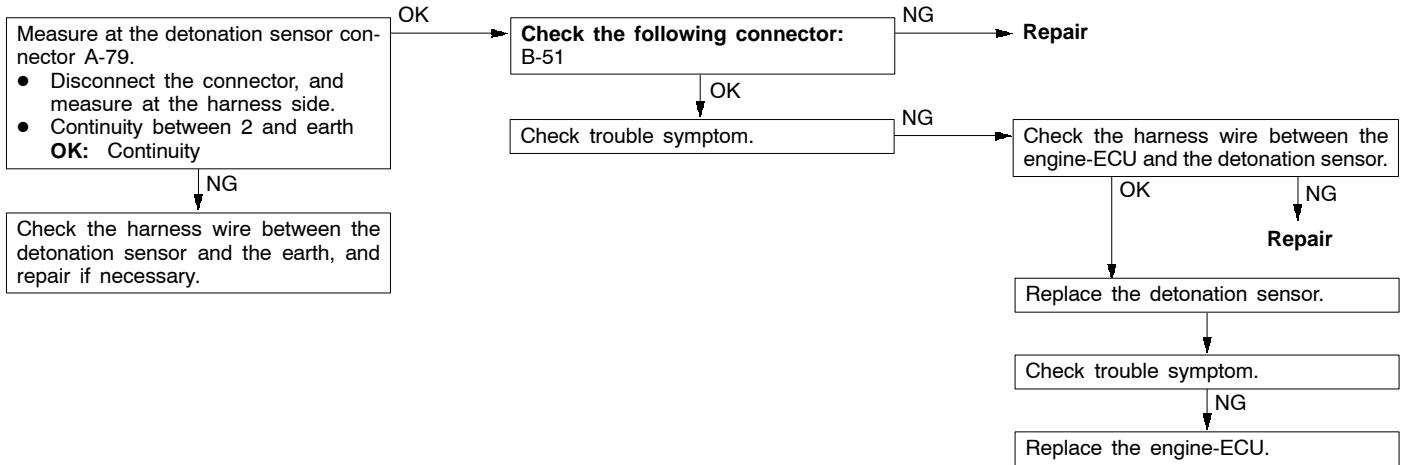 Measure at the detonation sensor con-
nector A-79.
● Disconnect the connector, and
measure at the harness side.
● Continuity between 2 and earth
OK: Continuity
OK
Check the following connector:
B-51
NG
Repair
OK
Check trouble symptom.
NG
Check the harness wire between the
engine-ECU and the detonation sensor.
NG
Check the harness wire between the
detonation sensor and the earth, and
repair if necessary.
OK
NG
Repair
Replace the detonation sensor.
Check trouble symptom.
NG
Replace the engine-ECU.